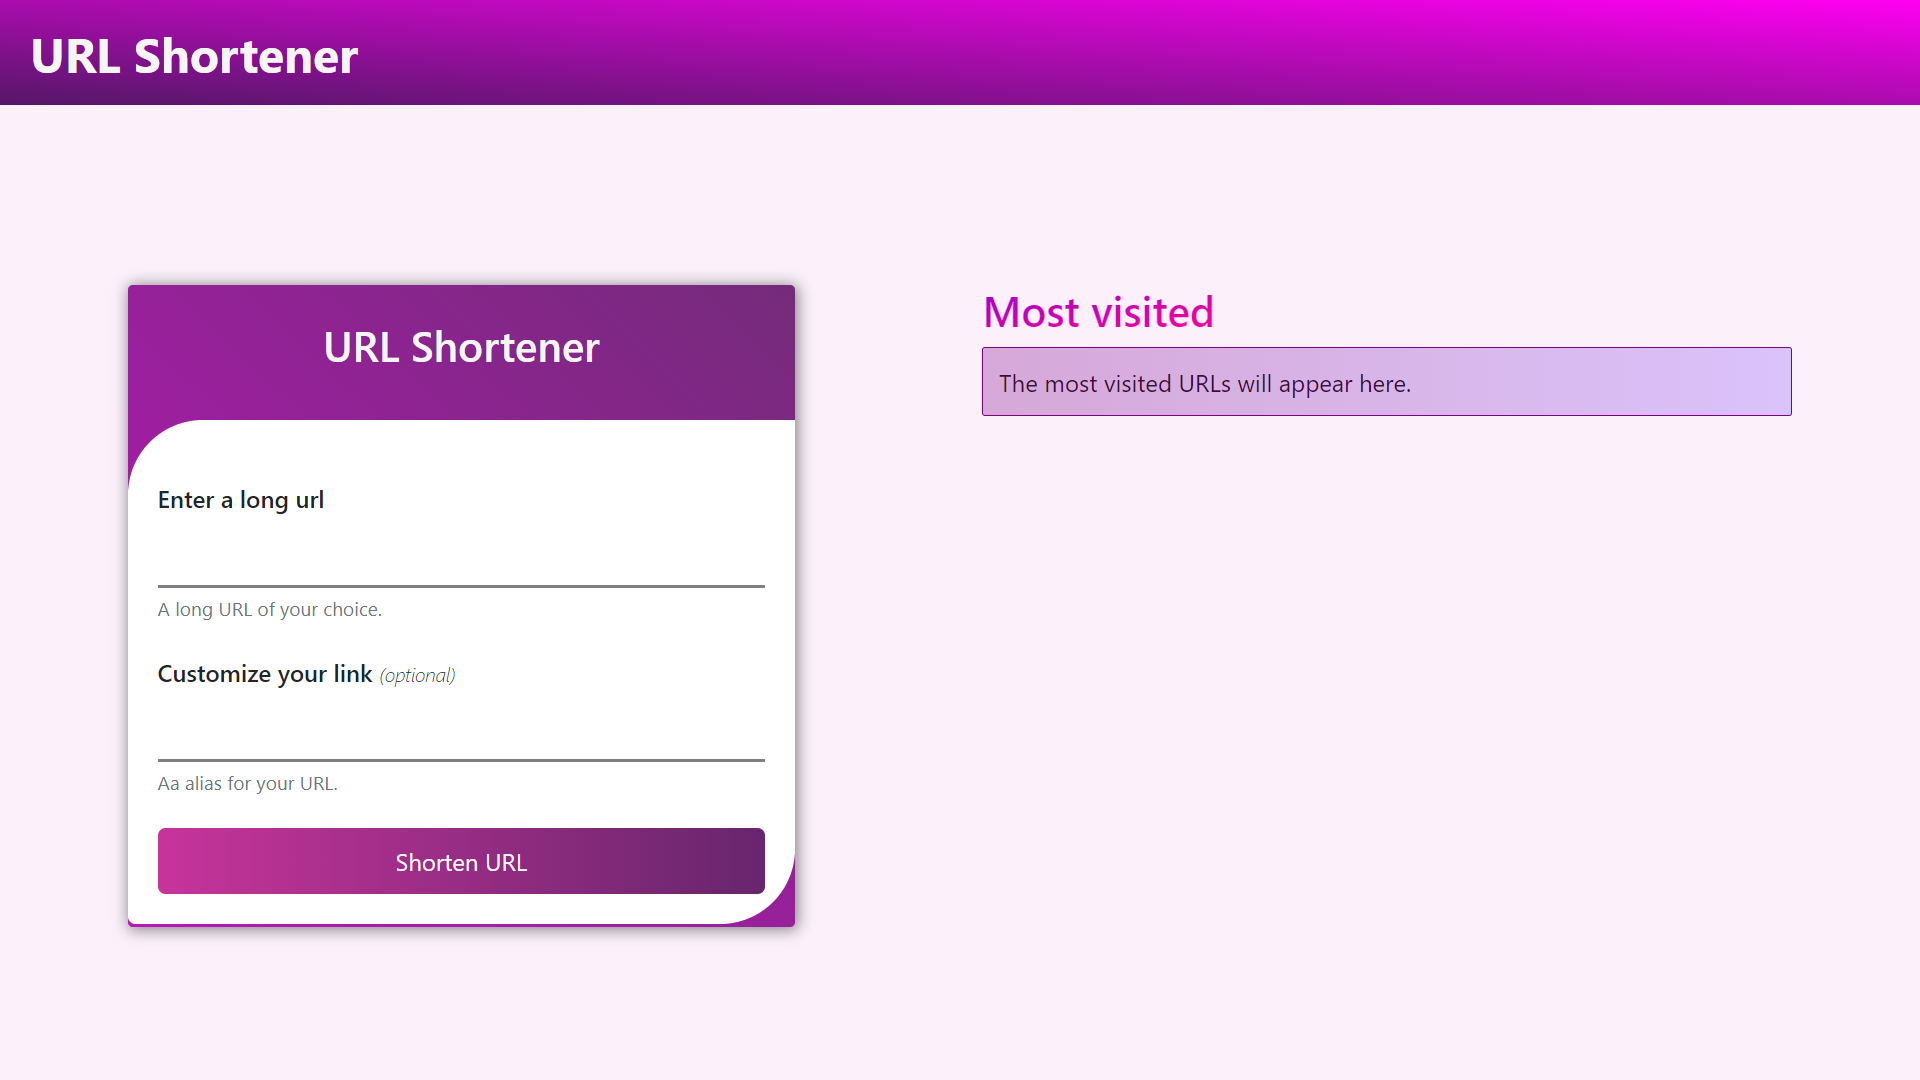 URL Shortener
URL Shortener
Enter a long url
A long URL of your choice.
Customize your link (optional)
Aa alias for your URL.
Shorten URL
Most visited
The most visited URLs will appear here.